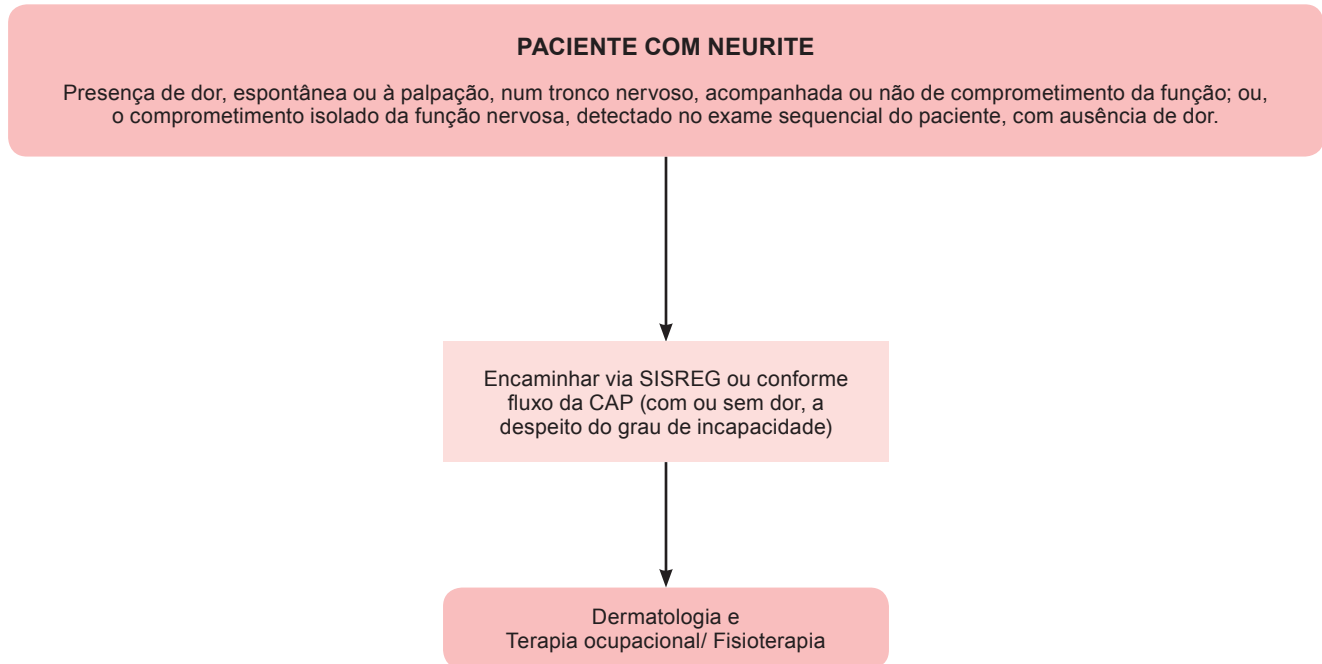 PACIENTE COM NEURITE
Presença de dor, espontânea ou à palpação, num tronco nervoso, acompanhada ou não de comprometimento da função; ou,
o comprometimento isolado da função nervosa, detectado no exame sequencial do paciente, com ausência de dor.
Encaminhar via SISREG ou conforme
fluxo da CAP (com ou sem dor, a
despeito do grau de incapacidade)
Dermatologia e
Terapia ocupacional/ Fisioterapia